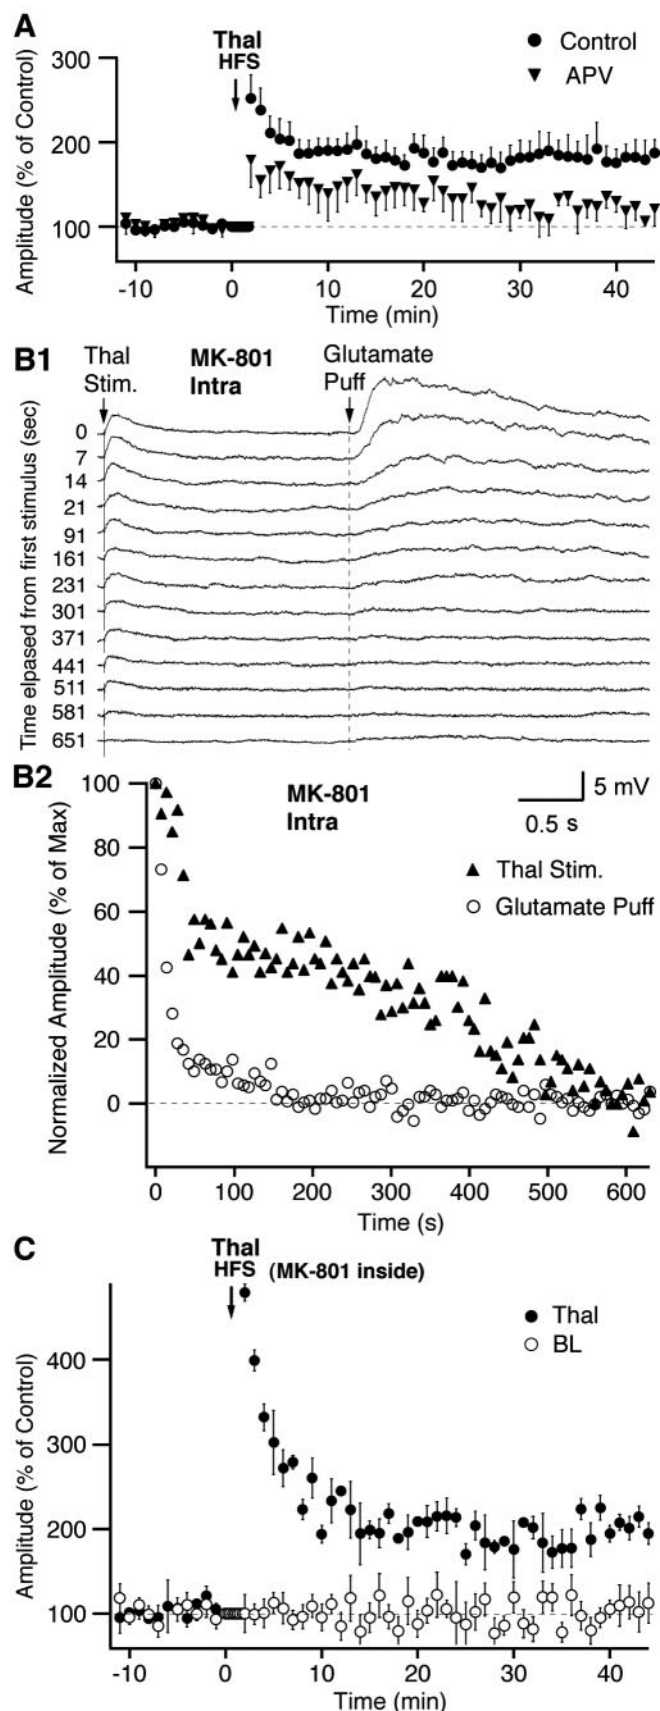 A
Thal
HFS
Control
APV
Amplitude (% of Control)
300
200
100
-10 0 10 20 30 40
Time (min)
B1
Thal
Stim.
MK-801
Intra
Glutamate
Puff
Time elpased from first stimulus (sec)
0
7
14
21
91
161
231
301
371
441
511
581
651
B2
MK-801
Intra
5 mV
0.5 s
Thal Stim.
Glutamate Puff
Normalized Amplitude (% of Max)
100
80
60
40
20
0
0 100 200 300 400 500 600
Time (s)
C
Thal
HFS (MK-801 inside)
Thal
BL
Amplitude (% of Control)
400
300
200
100
-10 0 10 20 30 40
Time (min)